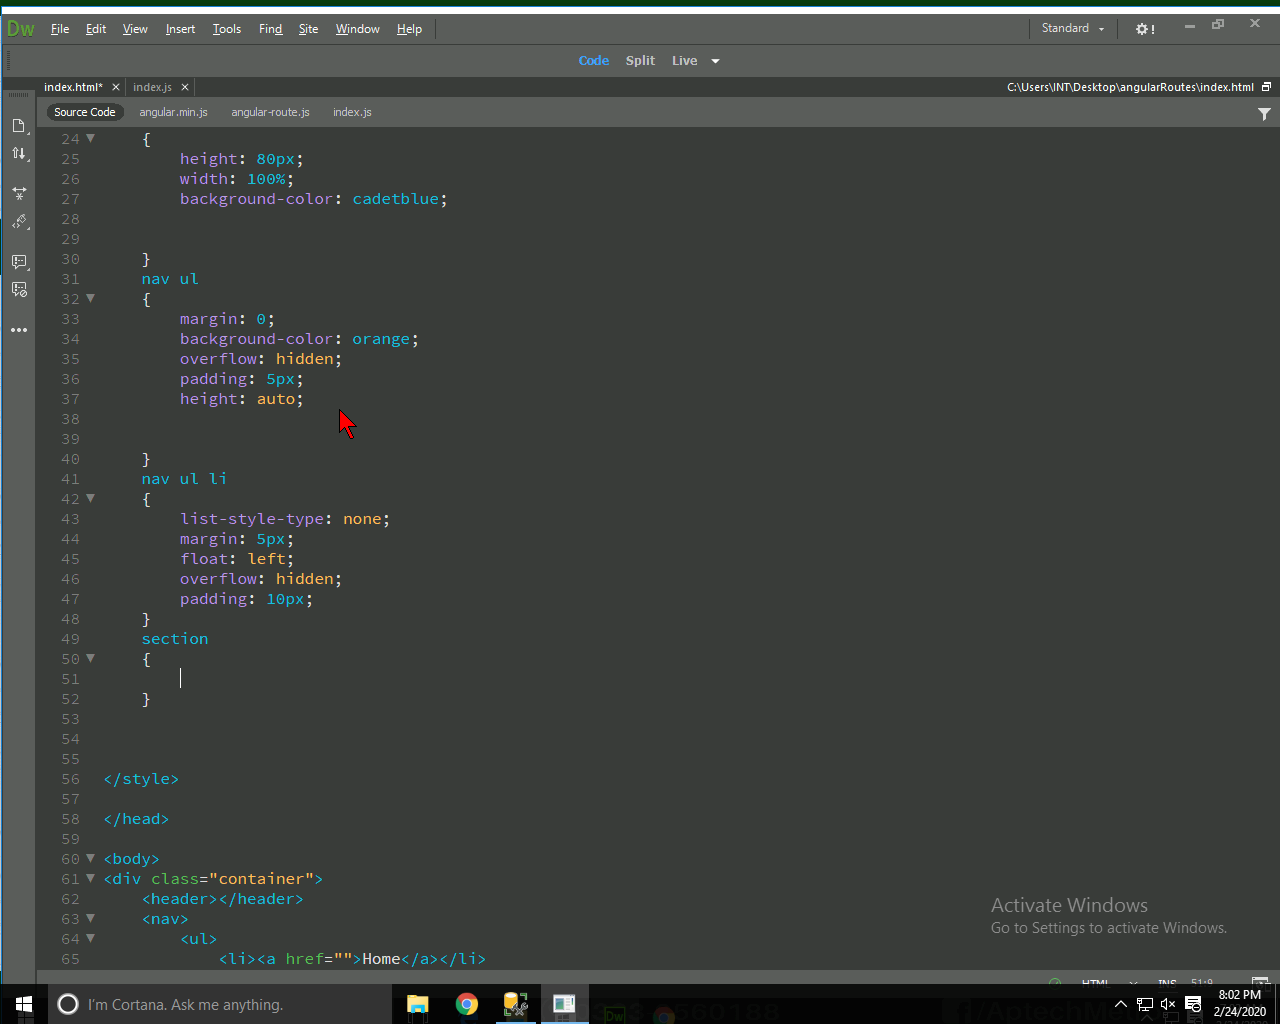 Dw File Edit View Insert Tools Find Site Window Help Standard
Code Split Live
index.html* index.js C:\Users\INT\Desktop\angularRoutes\index.html
Source Code angular.min.js angular-route.js index.js
24 {
25 height: 80px;
26 width: 100%;
27 background-color: cadetblue;
28
29
30 }
31 nav ul
32 {
33 margin: 0;
34 background-color: orange;
35 overflow: hidden;
36 padding: 5px;
37 height: auto;
38
39
40 }
41 nav ul li
42 {
43 list-style-type: none;
44 margin: 5px;
45 float: left;
46 overflow: hidden;
47 padding: 10px;
48 }
49 section
50 {
51
52 }
53
54
55
56 </style>
57
58 </head>
59
60 <body>
61 <div class="container">
62 <header></header>
63 <nav>
64 <ul>
65 <li><a href="">Home</a></li>
Activate Windows
Go to Settings to activate Windows.
HTML INS 51:9
I'm Cortana. Ask me anything.
8:02 PM
2/24/2020